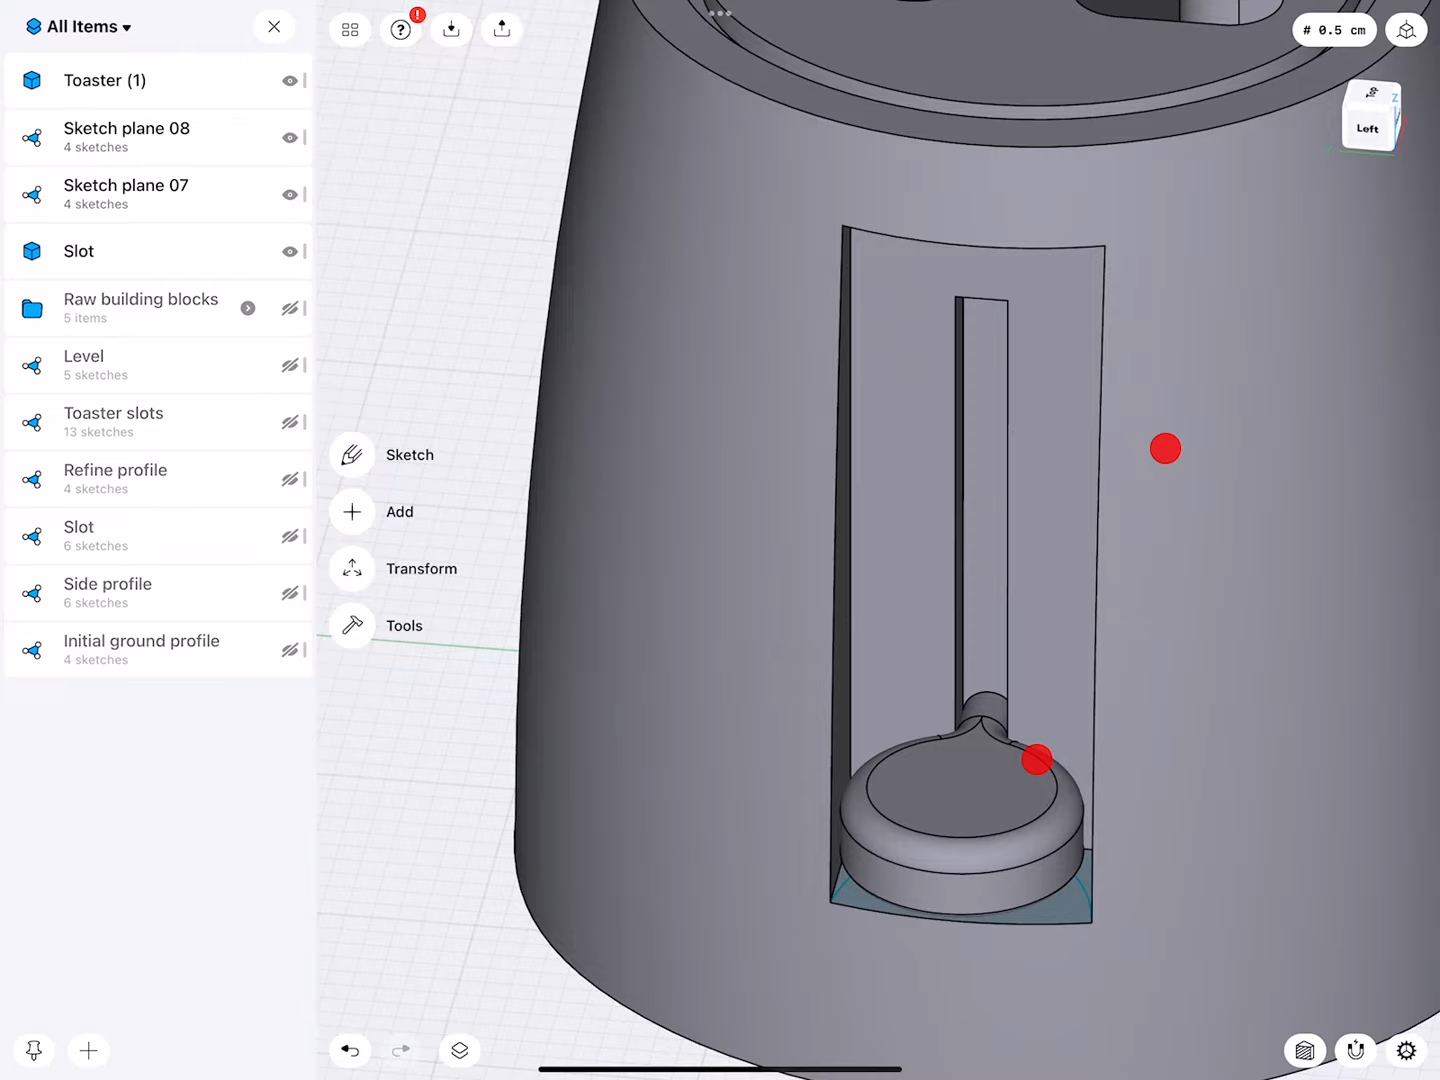 All Items
Toaster (1)
Sketch plane 08
4 sketches
Sketch plane 07
4 sketches
Slot
Raw building blocks
5 items
Level
5 sketches
Toaster slots
13 sketches
Refine profile
4 sketches
Slot
6 sketches
Side profile
6 sketches
Initial ground profile
4 sketches
Sketch
Add
Transform
Tools
# 0.5 cm
Top
Z
Left